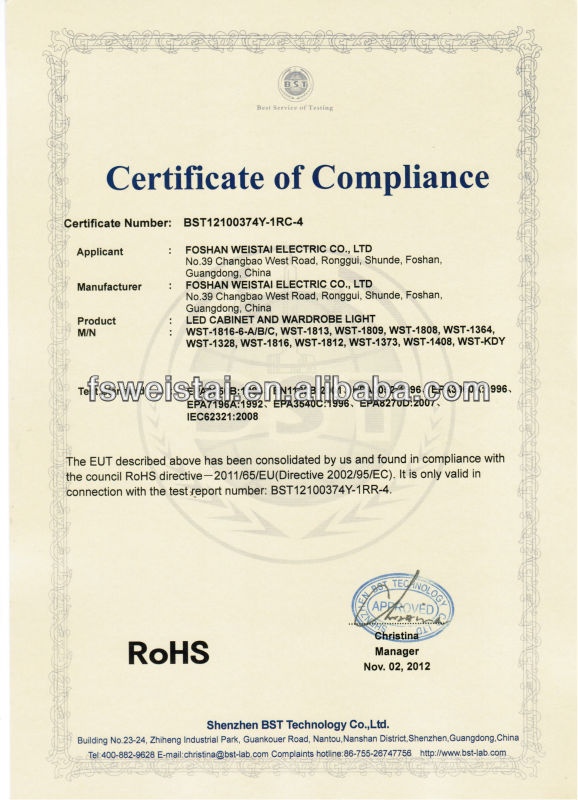 BST
Best Service of Testing
Certificate of Compliance
Certificate Number: BST12100374Y-1RC-4
Applicant : FOSHAN WEISTAI ELECTRIC CO., LTD
No.39 Changbao West Road, Ronggui, Shunde, Foshan,
Guangdong, China
Manufacturer : FOSHAN WEISTAI ELECTRIC CO., LTD
No.39 Changbao West Road, Ronggui, Shunde, Foshan,
Guangdong, China
Product : LED CABINET AND WARDROBE LIGHT
M/N : WST-1816-6-A/B/C, WST-1813, WST-1809, WST-1808, WST-1364,
WST-1328, WST-1816, WST-1812, WST-1373, WST-1408, WST-KDY
fsweistai.en.alibaba.com
EPA7196A:1992、EPA3540C:1996、EPA8270D:2007、
IEC62321:2008
The EUT described above has been consolidated by us and found in compliance with
the council RoHS directive－2011/65/EU(Directive 2002/95/EC). It is only valid in
connection with the test report number: BST12100374Y-1RR-4.
SHENZHEN BST TECHNOLOGY CO., LTD
APPROVED
Christina
Manager
Nov. 02, 2012
RoHS
Shenzhen BST Technology Co.,Ltd.
Building No.23-24, Zhiheng Industrial Park, Guankouer Road, Nantou,Nanshan District,Shenzhen,Guangdong,China
Tel:400-882-9628 E-mail:christina@bst-lab.com Complaints hotline:86-755-26747756 http://www.bst-lab.com